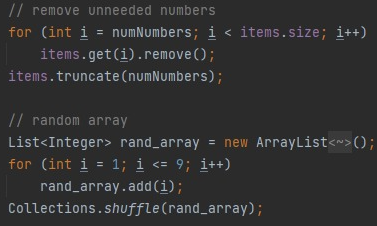 // remove unneeded numbers
for (int i = numNumbers; i < items.size; i++)
items.get(i).remove();
items.truncate(numNumbers);
// random array
List<Integer> rand_array = new ArrayList<~>();
for (int i = 1; i <= 9; i++)
rand_array.add(i);
Collections.shuffle(rand_array);